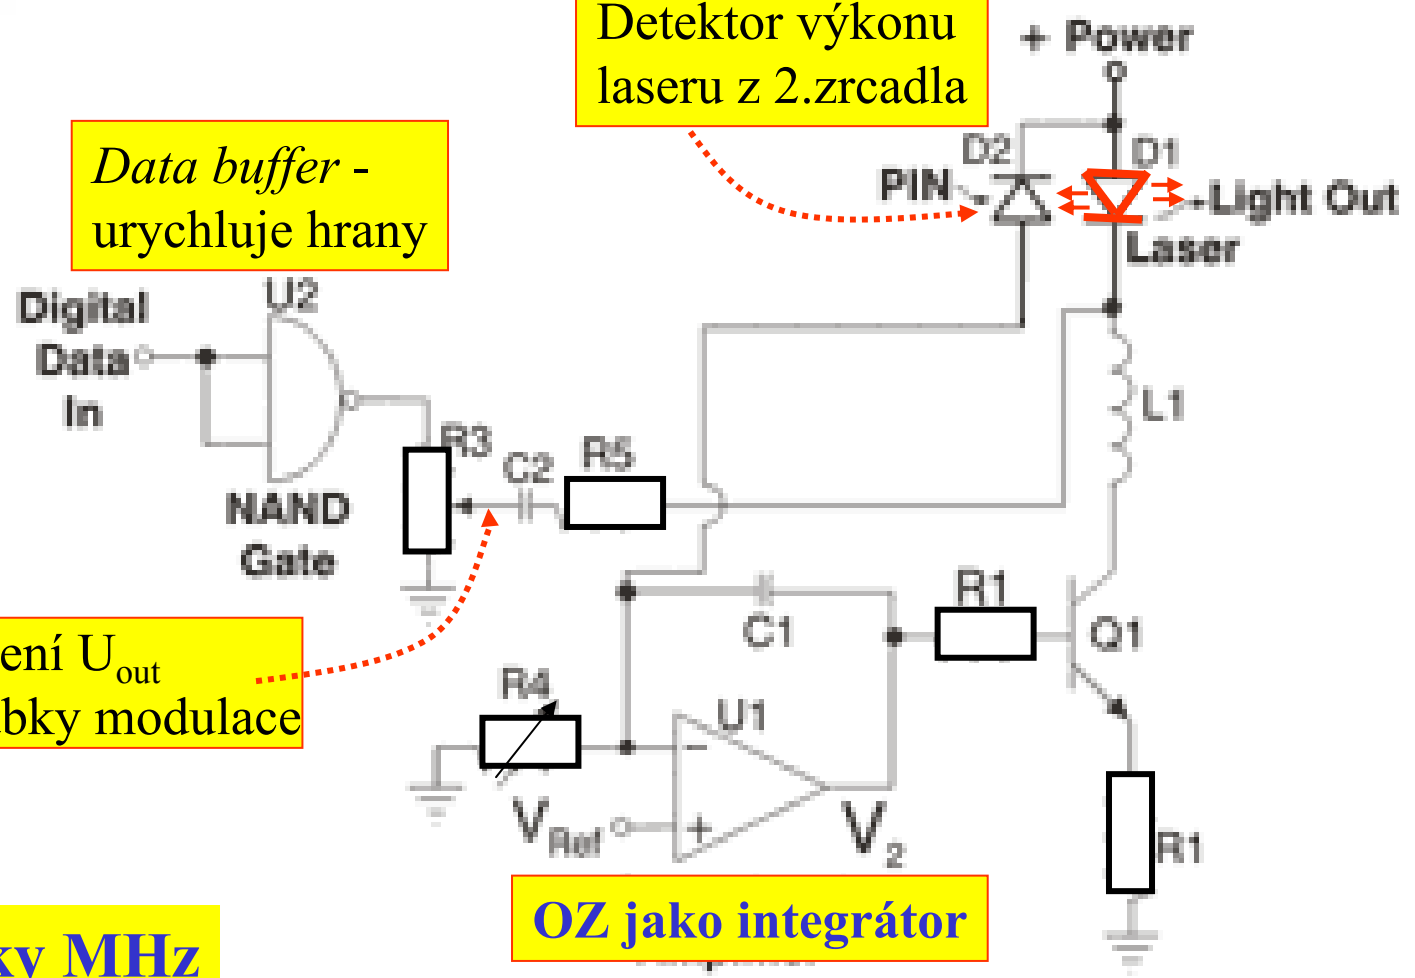 Detektor výkonu
laseru z 2.zrcadla
+ Power
Data buffer -
urychluje hrany
D2
D1
PIN
Light Out
Laser
U2
Digital
Data
In
L1
R3
C2
R5
NAND
Gate
R1
C1
Q1
ení Uout
bky modulace
R4
U1
VRef
V2
R1
OZ jako integrátor
ky MHz